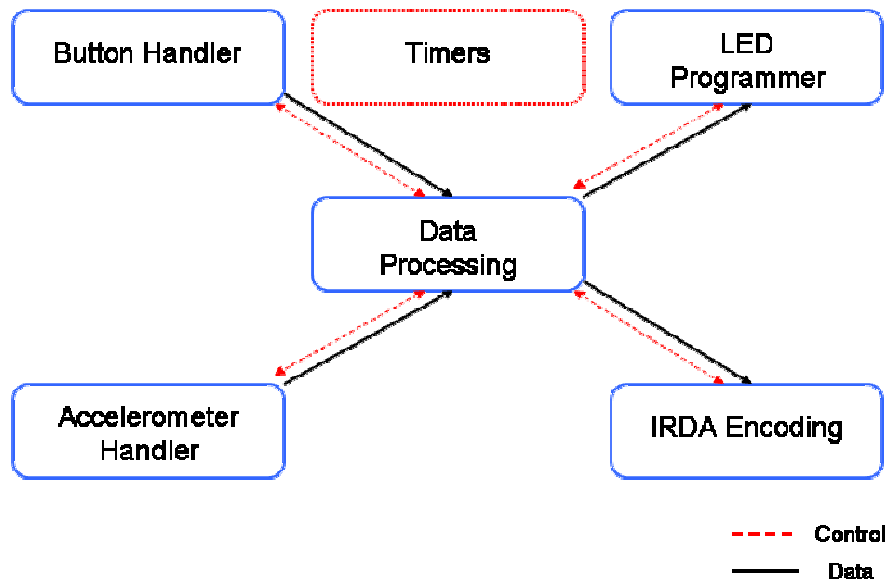 Button Handler
Timers
LED
Programmer
Data
Processing
Accelerometer
Handler
IRDA Encoding
Control
Data